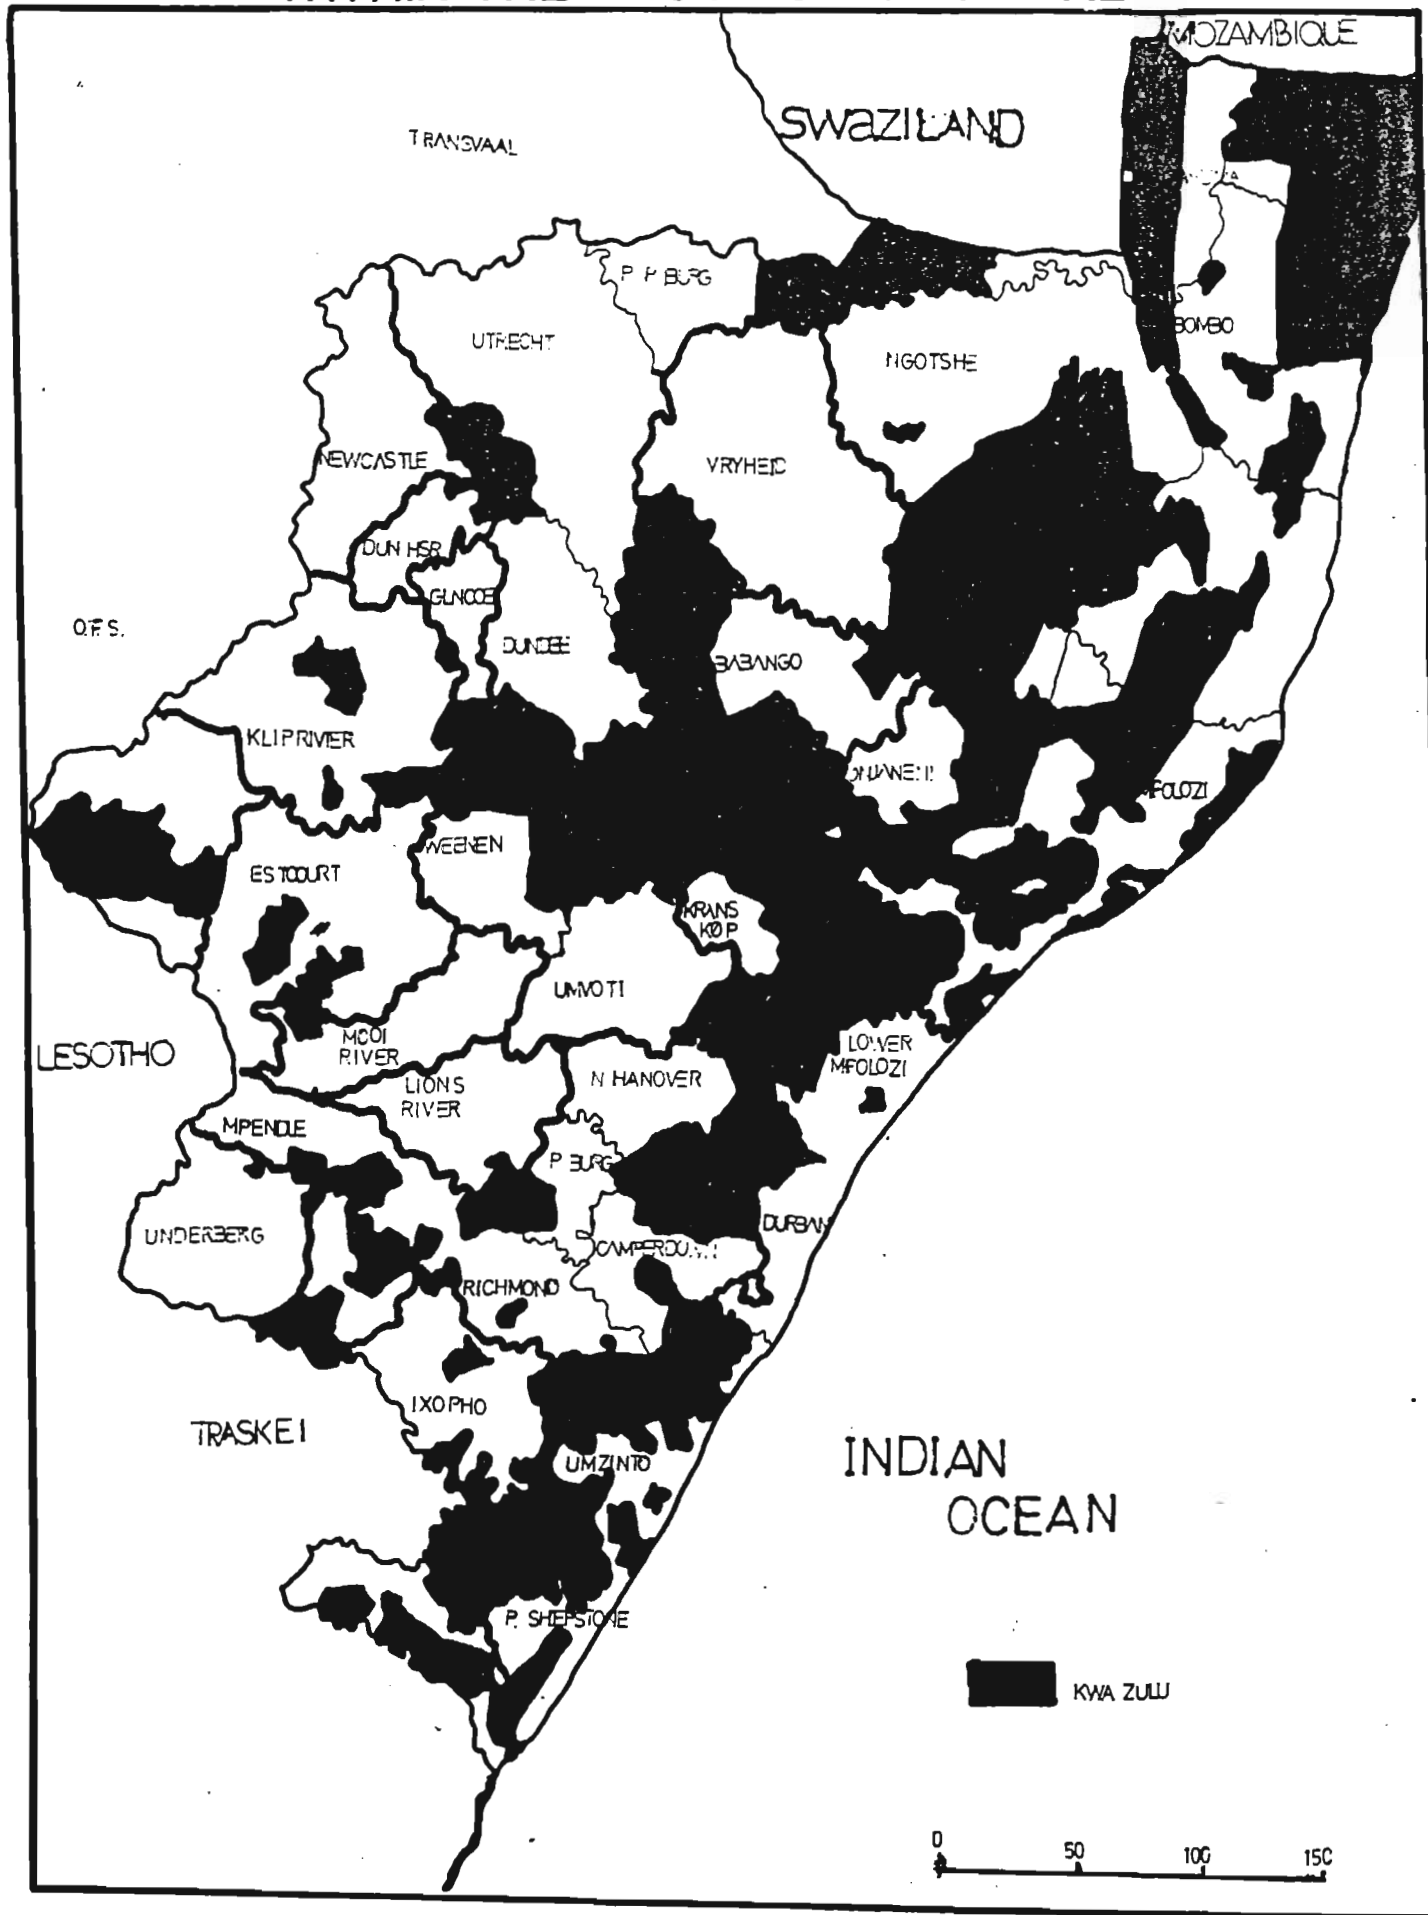 MOZAMBIQUE
SWAZILAND
TRANSVAAL
P. P. BURG
UTRECHT
BOMBO
NGOTSHE
NEWCASTLE
VRYHEID
DUN HSR
GLNCOE
O.F.S.
DUNDEE
BABANGO
KLIPRIVIER
MFOLOZI
WEENEN
ESTCOURT
KRANS
KOP
UMVOTI
LESOTHO
MOOI
RIVER
LOWER
MFOLOZI
N HANOVER
LIONS
RIVER
MPENDLE
P BURG
DURBAN
UNDERBERG
CAMPERDOWN
RICHMOND
IXOPHO
TRASKEI
UMZINTO
INDIAN
OCEAN
P. SHEPSTONE
KWA ZULU
0 50 100 150